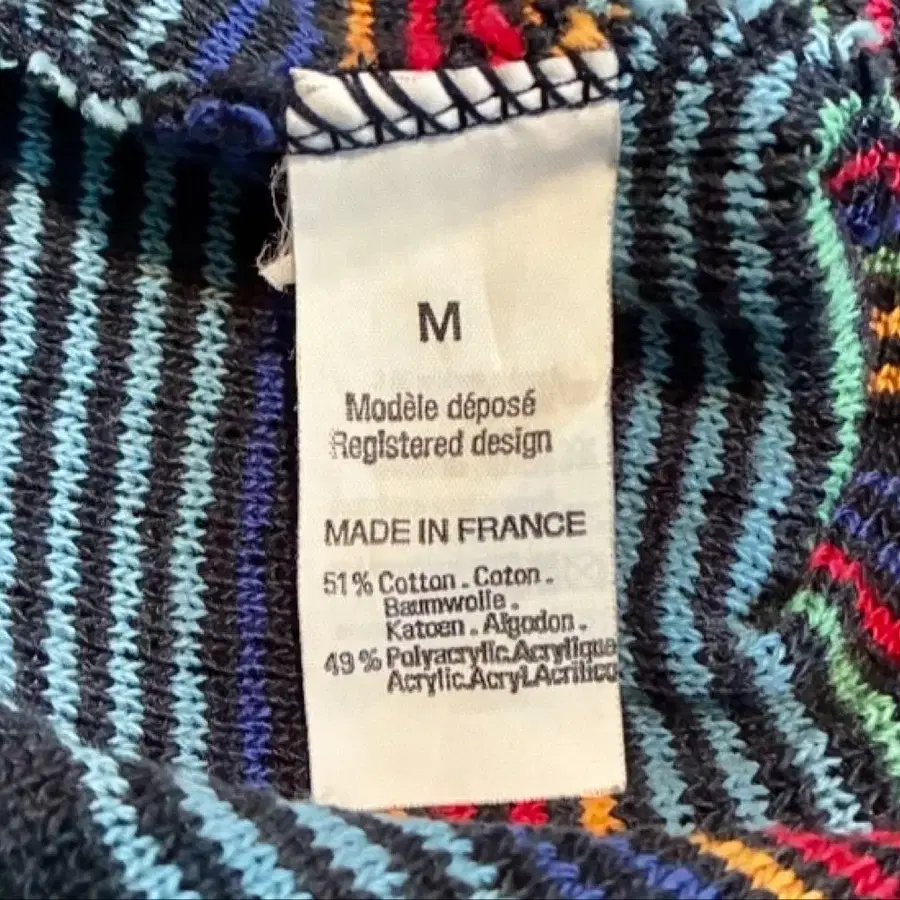 M
Modèle déposé
Registered design
MADE IN FRANCE
51% Cotton . Coton .
Baumwolle .
Katoen . Algodon .
49% Polyacrylic.Acrylique
Acrylic.Acryl.Acrilico